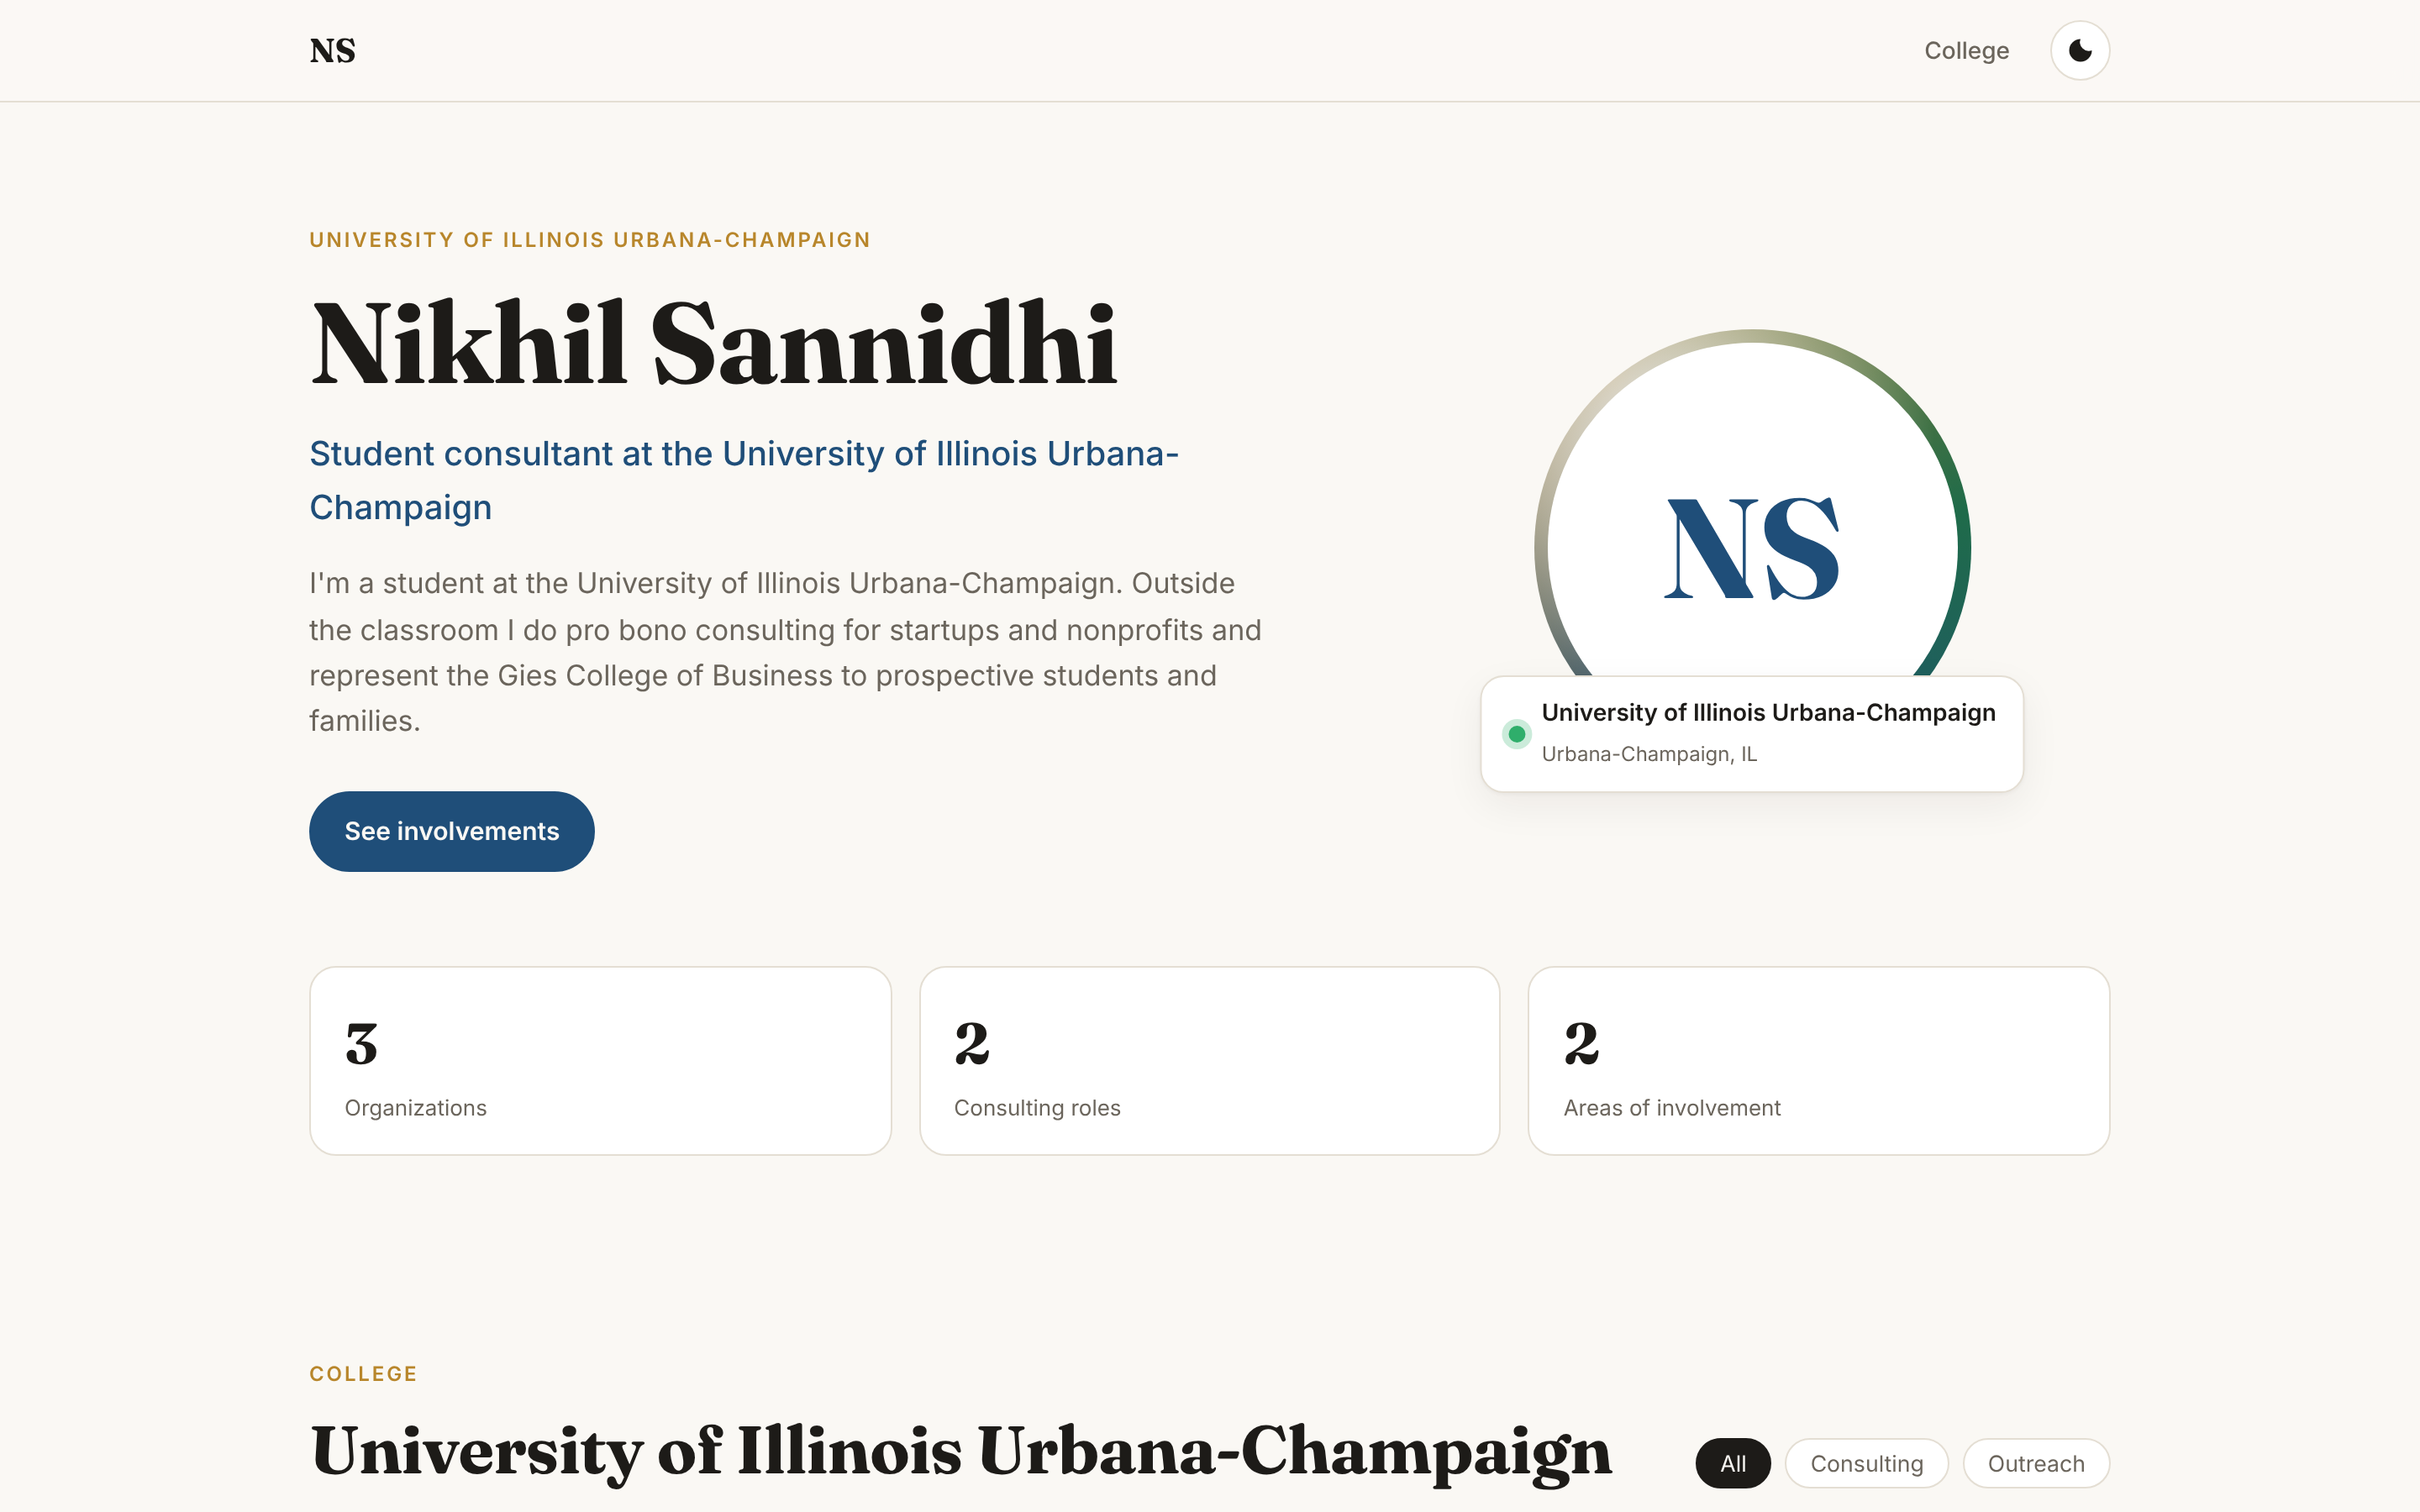 NS
College
UNIVERSITY OF ILLINOIS URBANA-CHAMPAIGN
Nikhil Sannidhi
Student consultant at the University of Illinois Urbana-
Champaign
I'm a student at the University of Illinois Urbana-Champaign. Outside
the classroom I do pro bono consulting for startups and nonprofits and
represent the Gies College of Business to prospective students and
families.
See involvements
NS
University of Illinois Urbana-Champaign
Urbana-Champaign, IL
3
Organizations
2
Consulting roles
2
Areas of involvement
COLLEGE
University of Illinois Urbana-Champaign
All
Consulting
Outreach